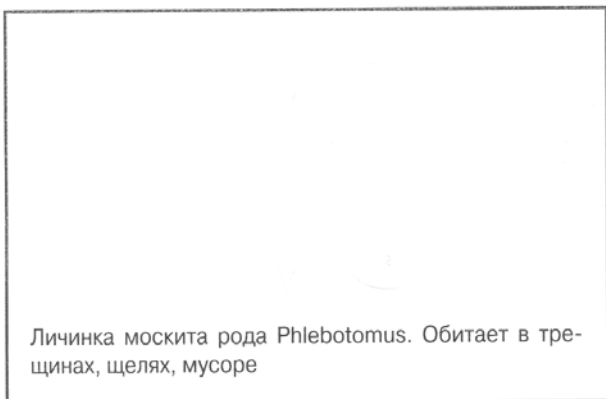 Личинка москита рода Phlebotomus. Обитает в тре-
щинах, щелях, мусоре